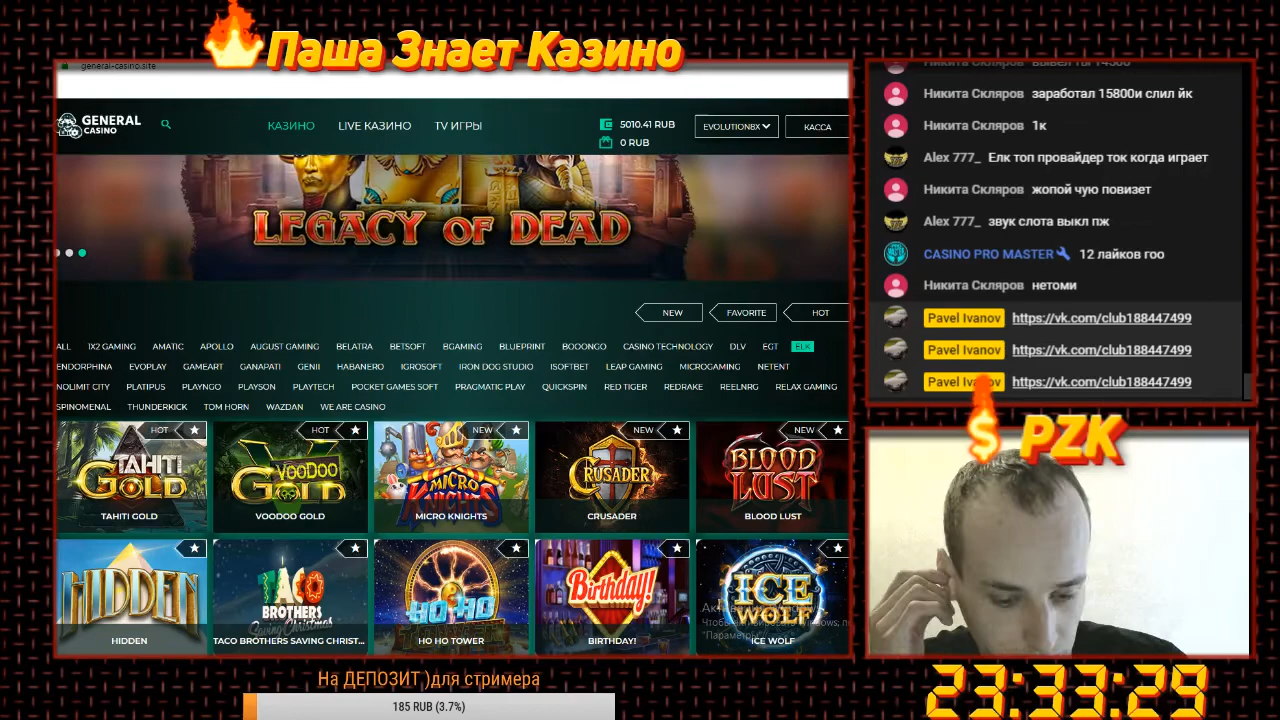 Паша Знает Казино
general-casino.site
GENERAL
CASINO
КАЗИНО
LIVE КАЗИНО
TV ИГРЫ
5010.41 RUB
0 RUB
EVOLUTIONBX
КАССА
LEGACY OF DEAD
NEW
FAVORITE
HOT
ALL 1X2 GAMING AMATIC APOLLO AUGUST GAMING BELATRA BETSOFT BGAMING BLUEPRINT BOOONGO CASINO TECHNOLOGY DLV EGT ELK
ENDORPHINA EVOPLAY GAMEART GANAPATI GENII HABANERO IGROSOFT IRON DOG STUDIO ISOFTBET LEAP GAMING MICROGAMING NETENT
NOLIMIT CITY PLATIPUS PLAYNGO PLAYSON PLAYTECH POCKET GAMES SOFT PRAGMATIC PLAY QUICKSPIN RED TIGER REDRAKE REELNRG RELAX GAMING
SPINOMENAL THUNDERKICK TOM HORN WAZDAN WE ARE CASINO
HOT
TAHITI
GOLD
TAHITI GOLD
HOT
VOODOO
GOLD
VOODOO GOLD
NEW
MICRO
KNIGHTS
MICRO KNIGHTS
NEW
CRUSADER
CRUSADER
NEW
BLOOD
LUST
BLOOD LUST
HIDDEN
HIDDEN
TACO
BROTHERS
Saving Christmas
TACO BROTHERS SAVING CHRIST...
HO HO
TOWER
HO HO TOWER
Birthday!
BIRTHDAY!
ICE
WOLF
ICE WOLF
На ДЕПОЗИТ )для стримера
185 RUB (3.7%)
Никита Скляров вывел ты 14500
Никита Скляров заработал 15800и слил йк
Никита Скляров 1к
Alex 777_ Елк топ провайдер ток когда играет
Никита Скляров жопой чую повизет
Alex 777_ звук слота выкл пж
CASINO PRO MASTER 12 лайков гоо
Никита Скляров нетоми
Pavel Ivanov https://vk.com/club188447499
Pavel Ivanov https://vk.com/club188447499
Pavel Ivanov https://vk.com/club188447499
$ PZK
23:33:29